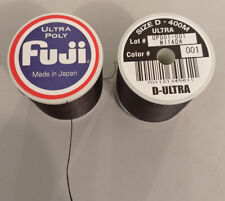 ULTRA
POLY
Fuji
Made in Japan
SIZE D • 400M
ULTRA
Lot #
Color #
001
D-ULTRA